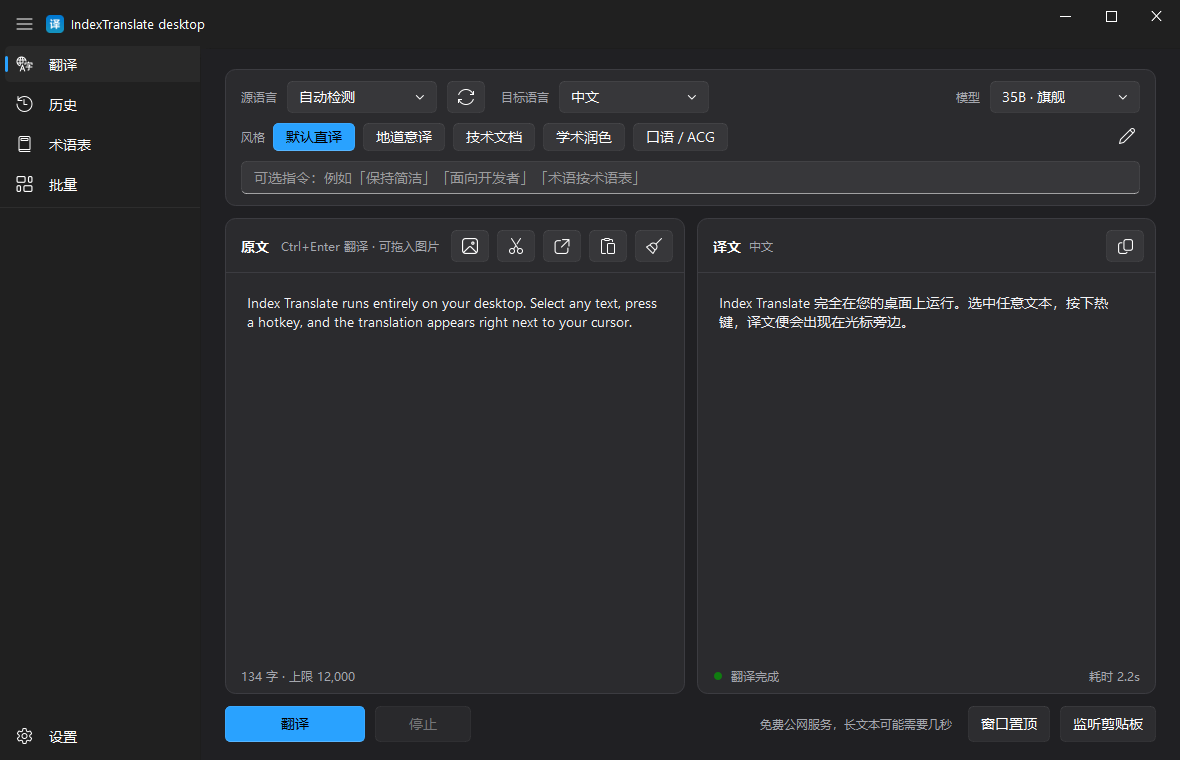 译 IndexTranslate desktop
翻译
历史
术语表
批量
设置
源语言 自动检测 目标语言 中文 模型 35B · 旗舰
风格 默认直译 地道意译 技术文档 学术润色 口语 / ACG
可选指令：例如「保持简洁」「面向开发者」「术语按术语表」
原文 Ctrl+Enter 翻译 · 可拖入图片
Index Translate runs entirely on your desktop. Select any text, press
a hotkey, and the translation appears right next to your cursor.
134 字 · 上限 12,000
译文 中文
Index Translate 完全在您的桌面上运行。选中任意文本，按下热
键，译文便会出现在光标旁边。
翻译完成 耗时 2.2s
翻译 停止 免费公网服务，长文本可能需要几秒 窗口置顶 监听剪贴板